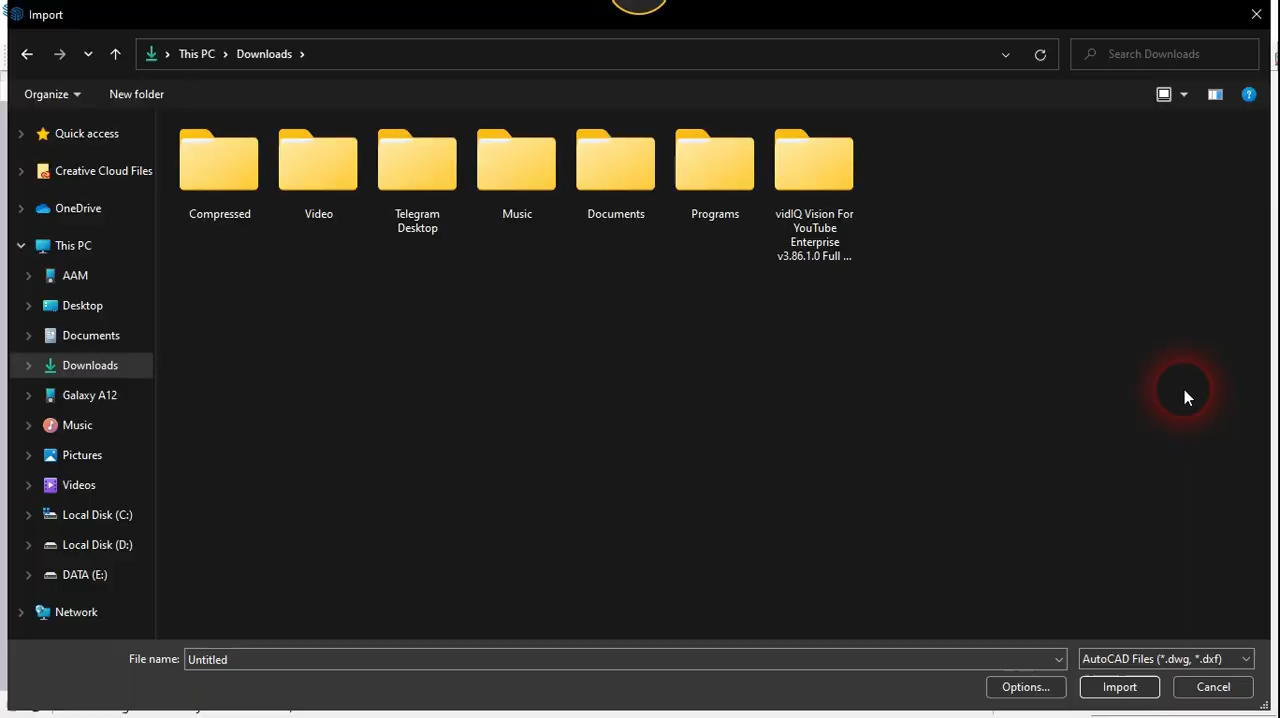 Import
This PC
Downloads
Search Downloads
Organize
New folder
Quick access
Creative Cloud Files
OneDrive
This PC
AAM
Desktop
Documents
Downloads
Galaxy A12
Music
Pictures
Videos
Local Disk (C:)
Local Disk (D:)
DATA (E:)
Network
Compressed
Video
Telegram
Desktop
Music
Documents
Programs
vidIQ Vision For
YouTube
Enterprise
v3.86.1.0 Full ...
File name:
Untitled
AutoCAD Files (*.dwg, *.dxf)
Options...
Import
Cancel